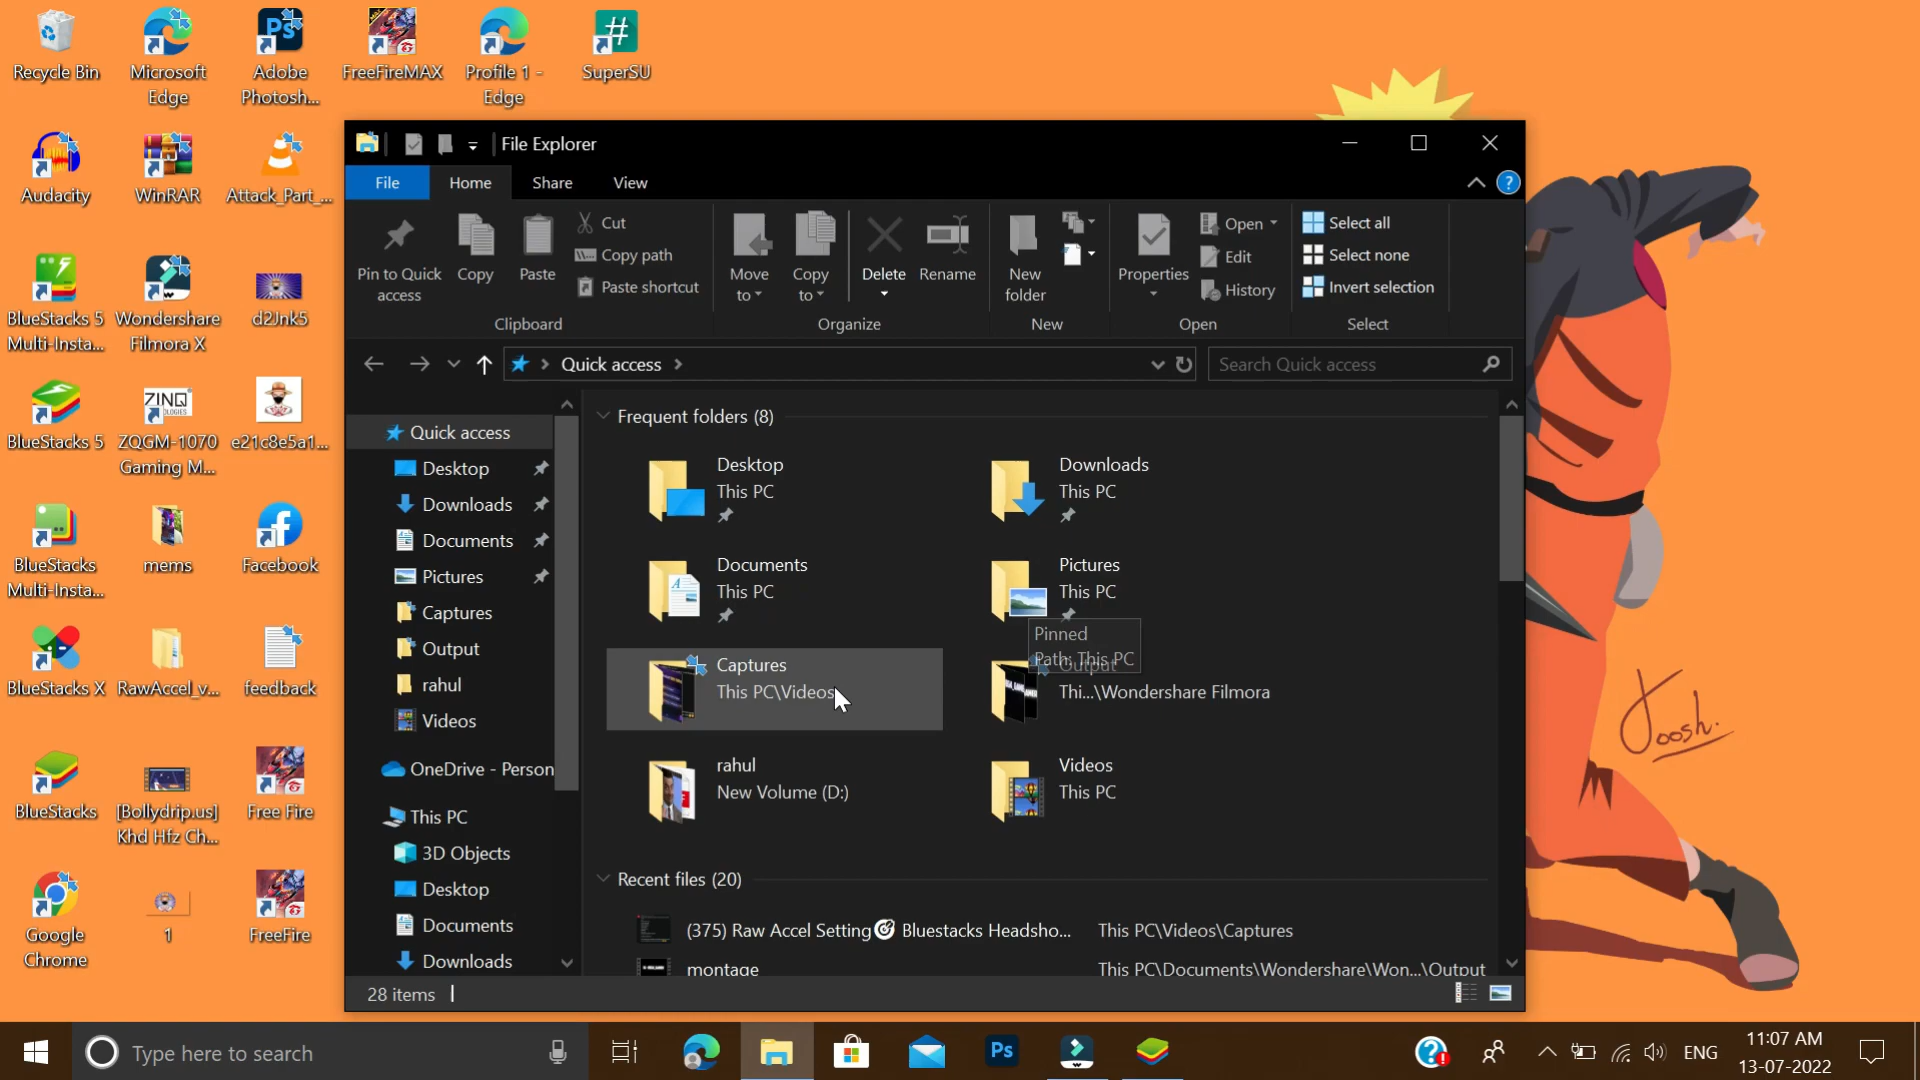 Recycle Bin
Microsoft
Edge
Adobe
Photosh...
FreeFireMAX
Profile 1 -
Edge
SuperSU
Audacity
WinRAR
Attack_Part_...
BlueStacks 5
Multi-Insta...
Wondershare
Filmora X
d2Jnk5
BlueStacks 5
ZINQ
OLOGIES
ZQGM-1070
Gaming M...
e21c8e5a1...
BlueStacks
Multi-Insta...
mems
Facebook
BlueStacks X
RawAccel_v...
feedback
BlueStacks
[Bollydrip.us]
Khd Hfz Ch...
Free Fire
Google
Chrome
1
FreeFire
File Explorer
File
Home
Share
View
Pin to Quick
access
Copy
Paste
Cut
Copy path
Paste shortcut
Clipboard
Move
to
Copy
to
Delete
Rename
Organize
New
folder
New
Properties
Open
Edit
History
Open
Select all
Select none
Invert selection
Select
Quick access
Search Quick access
Quick access
Desktop
Downloads
Documents
Pictures
Captures
Output
rahul
Videos
OneDrive - Person
This PC
3D Objects
Desktop
Documents
Downloads
Frequent folders (8)
Desktop
This PC
Downloads
This PC
Documents
This PC
Pictures
This PC
Pinned
Path: This PC
Captures
This PC\Videos
Output
Thi...\Wondershare Filmora
rahul
New Volume (D:)
Videos
This PC
Recent files (20)
(375) Raw Accel Setting Bluestacks Headsho...
This PC\Videos\Captures
montage
This PC\Documents\Wondershare\Won...\Output
28 items
Joosh.
Type here to search
Ps
ENG
11:07 AM
13-07-2022